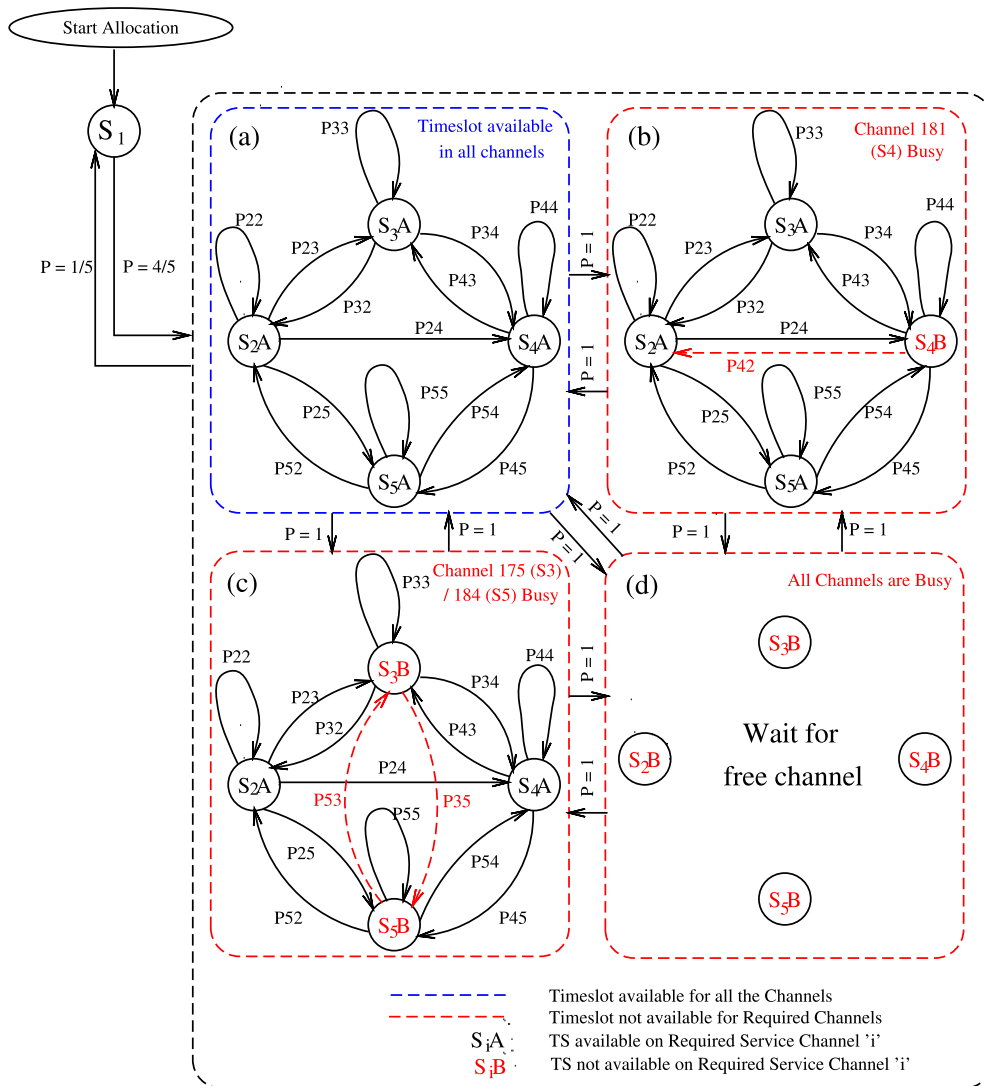 Start Allocation
S1
P = 1/5
P = 4/5
(a)
Timeslot available
in all channels
P33
S3A
P22
P44
P23
P34
P32
P43
S2A
P24
S4A
P25
P55
P54
P52
P45
S5A
P = 1
P = 1
(b)
Channel 181
(S4) Busy
P33
S3A
P22
P44
P23
P34
P32
P43
S2A
P24
S4B
P42
P25
P55
P54
P52
P45
S5A
P = 1
P = 1
P = 1
P = 1
P = 1
P = 1
(c)
Channel 175 (S3)
/ 184 (S5) Busy
P33
S3B
P22
P44
P23
P34
P32
P43
S2A
P24
S4A
P53
P35
P25
P55
P54
P52
P45
S5B
P = 1
P = 1
(d)
All Channels are Busy
S3B
S2B
Wait for
free channel
S4B
S5B
Timeslot available for all the Channels
Timeslot not available for Required Channels
SiA TS available on Required Service Channel 'i'
SiB TS not available on Required Service Channel 'i'